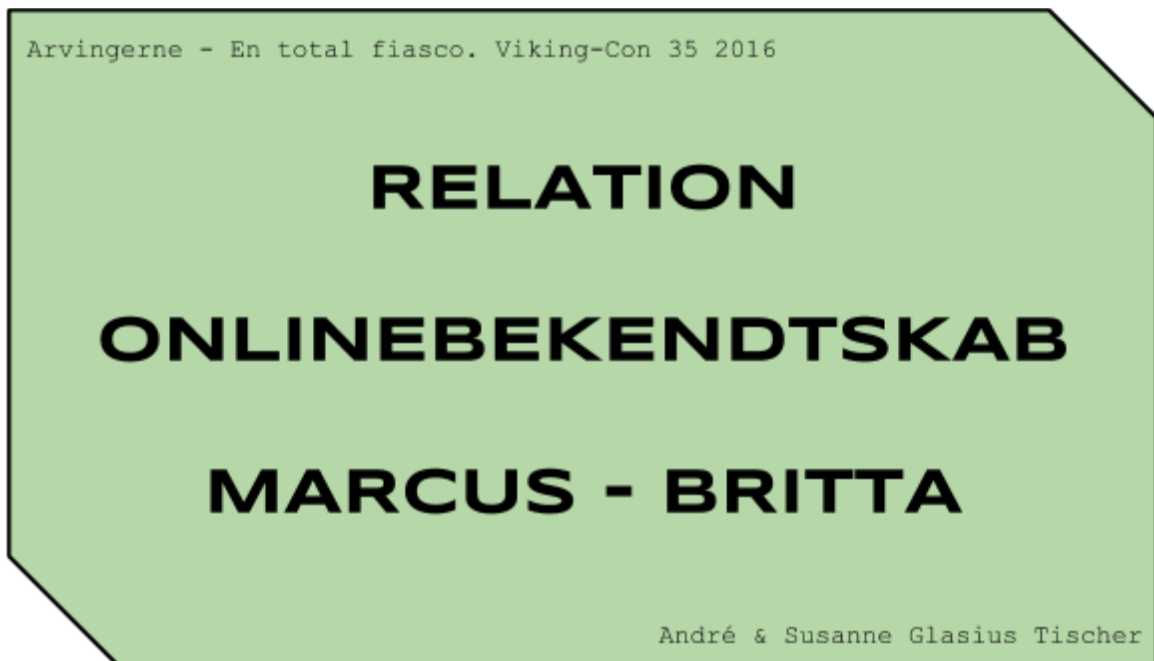 Arvingerne - En total fiasco. Viking-Con 35 2016
RELATION
ONLINEBEKENDTSKAB
MARCUS - BRITTA
André & Susanne Glasius Tischer